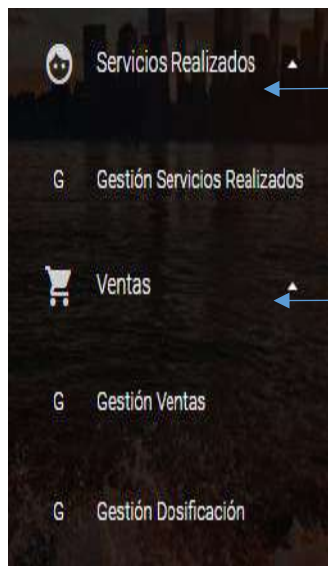 Servicios Realizados
G Gestión Servicios Realizados
Ventas
G Gestión Ventas
G Gestión Dosificación